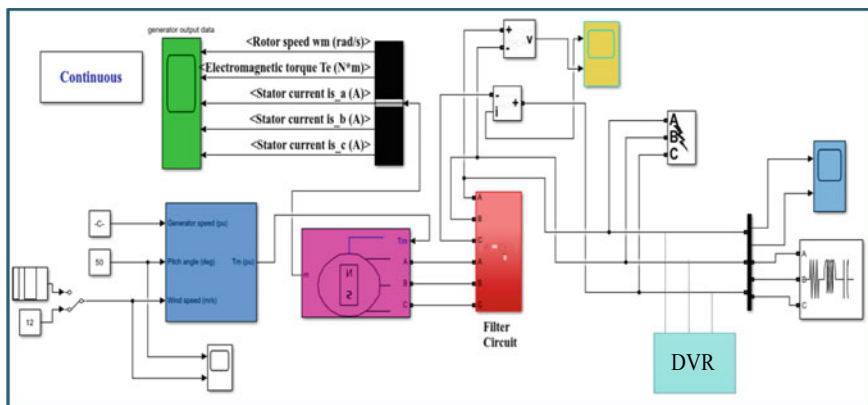 generator output data
Continuous
<Rotor speed wm (rad/s)>
<Electromagnetic torque Te (N*m)>
<Stator current is_a (A)>
<Stator current is_b (A)>
<Stator current is_c (A)>
+
-
v
-
+
i
A
B
C
-C-
50
12
Generator speed (pu)
Pitch angle (deg)
Wind speed (m/s)
Tm (pu)
m
Tm
A
B
C
N
S
A
B
C
A
B
C
Filter
Circuit
A
B
C
DVR